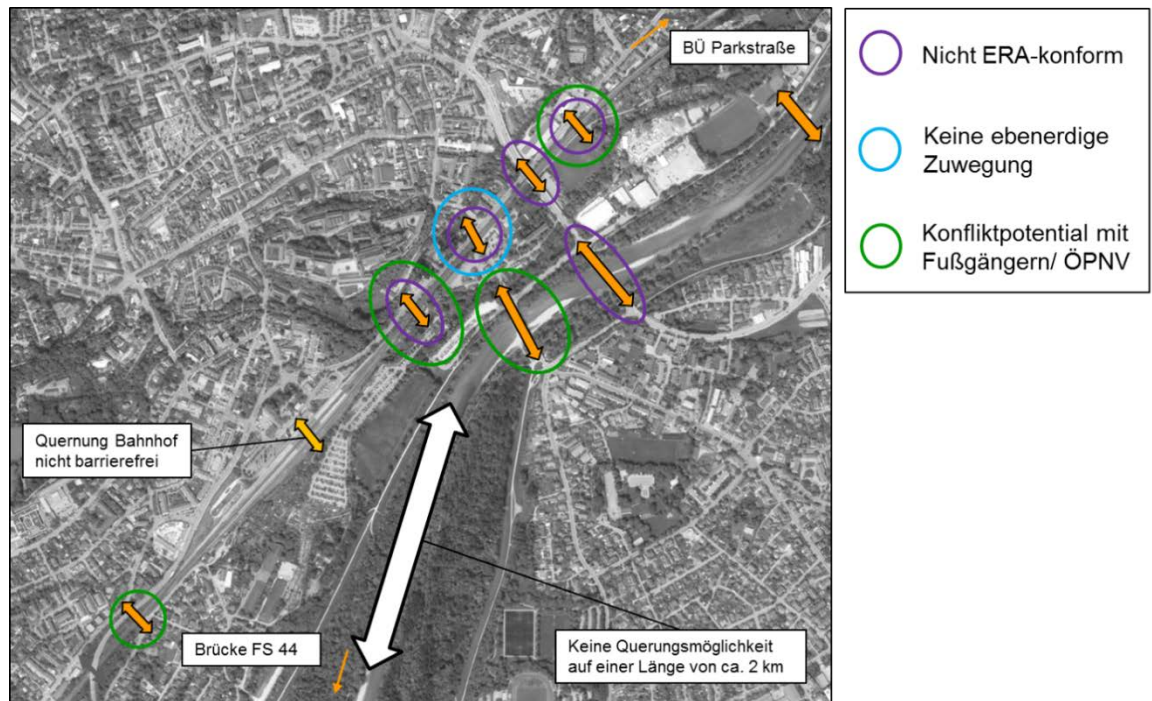 BÜ Parkstraße
Quernung Bahnhof
nicht barrierefrei
Brücke FS 44
Keine Querungsmöglichkeit
auf einer Länge von ca. 2 km
Nicht ERA-konform
Keine ebenerdige
Zuwegung
Konfliktpotential mit
Fußgängern/ ÖPNV